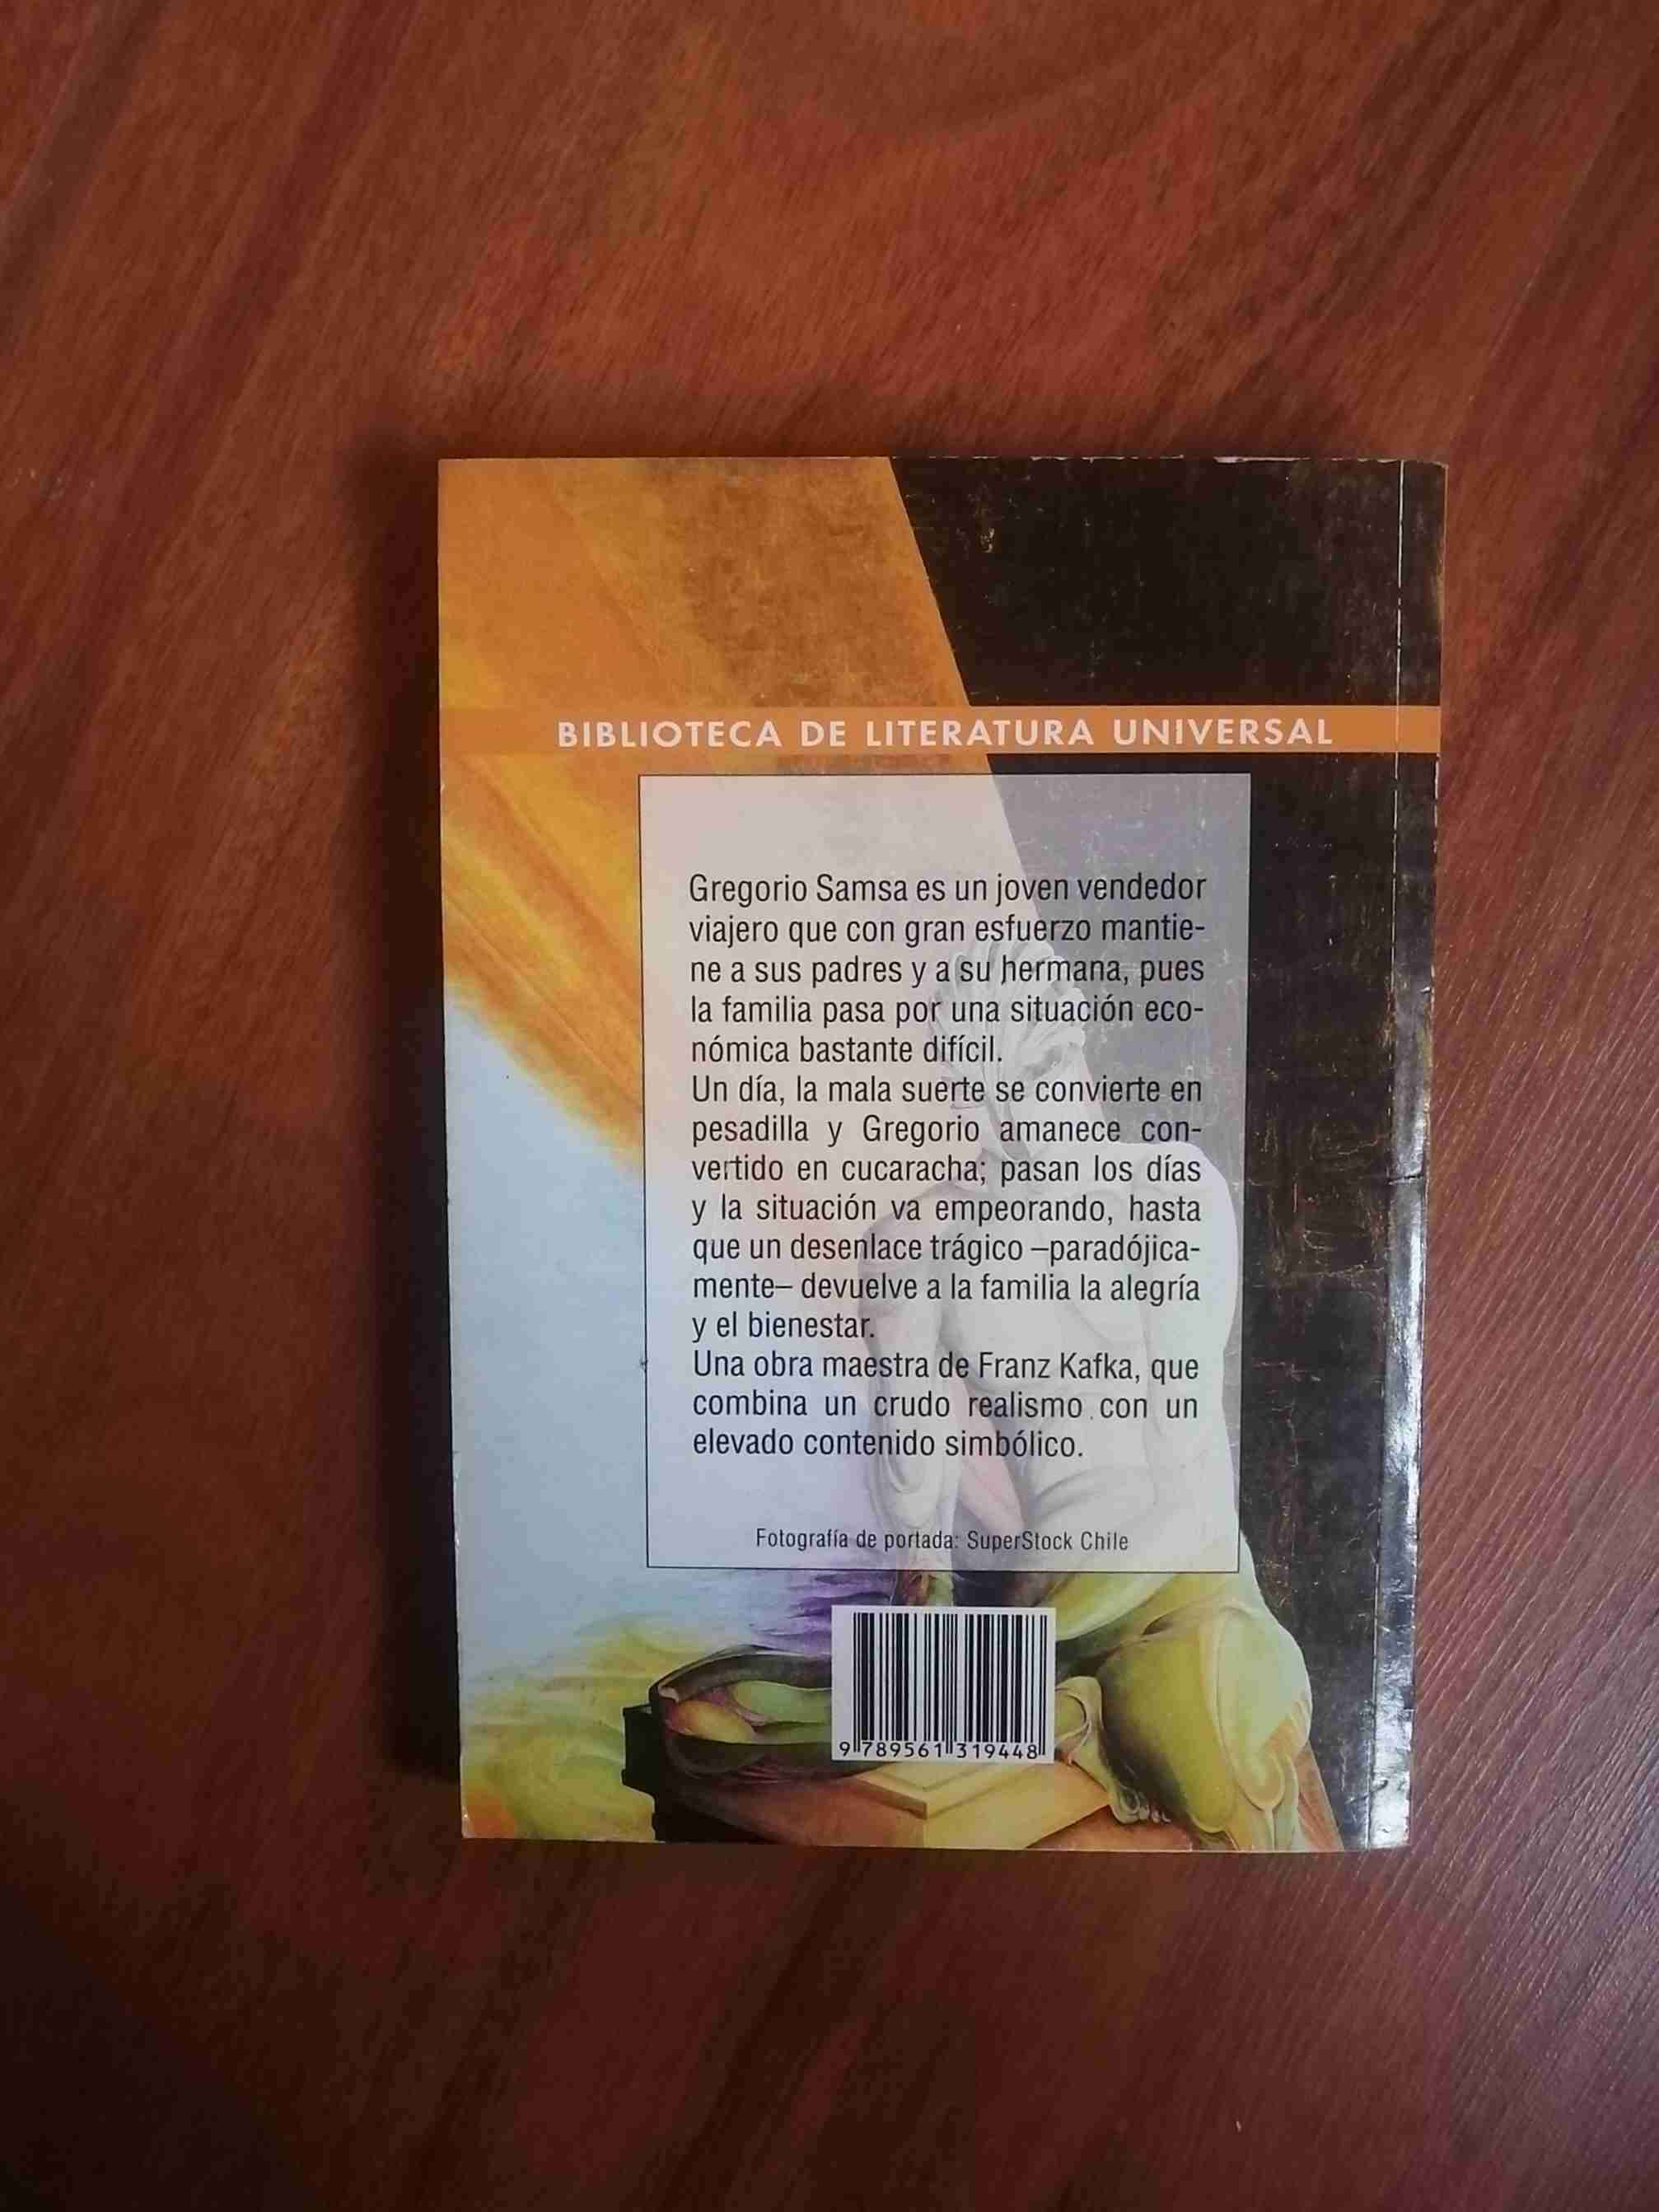 BIBLIOTECA DE LITERATURA UNIVERSAL
Gregorio Samsa es un joven vendedor
viajero que con gran esfuerzo mantie-
ne a sus padres y a su hermana, pues
la familia pasa por una situación eco-
nómica bastante difícil.
Un día, la mala suerte se convierte en
pesadilla y Gregorio amanece con-
vertido en cucaracha; pasan los días
y la situación va empeorando, hasta
que un desenlace trágico –paradójica-
mente– devuelve a la familia la alegría
y el bienestar.
Una obra maestra de Franz Kafka, que
combina un crudo realismo con un
elevado contenido simbólico.
Fotografía de portada: SuperStock Chile
9 789561 319448